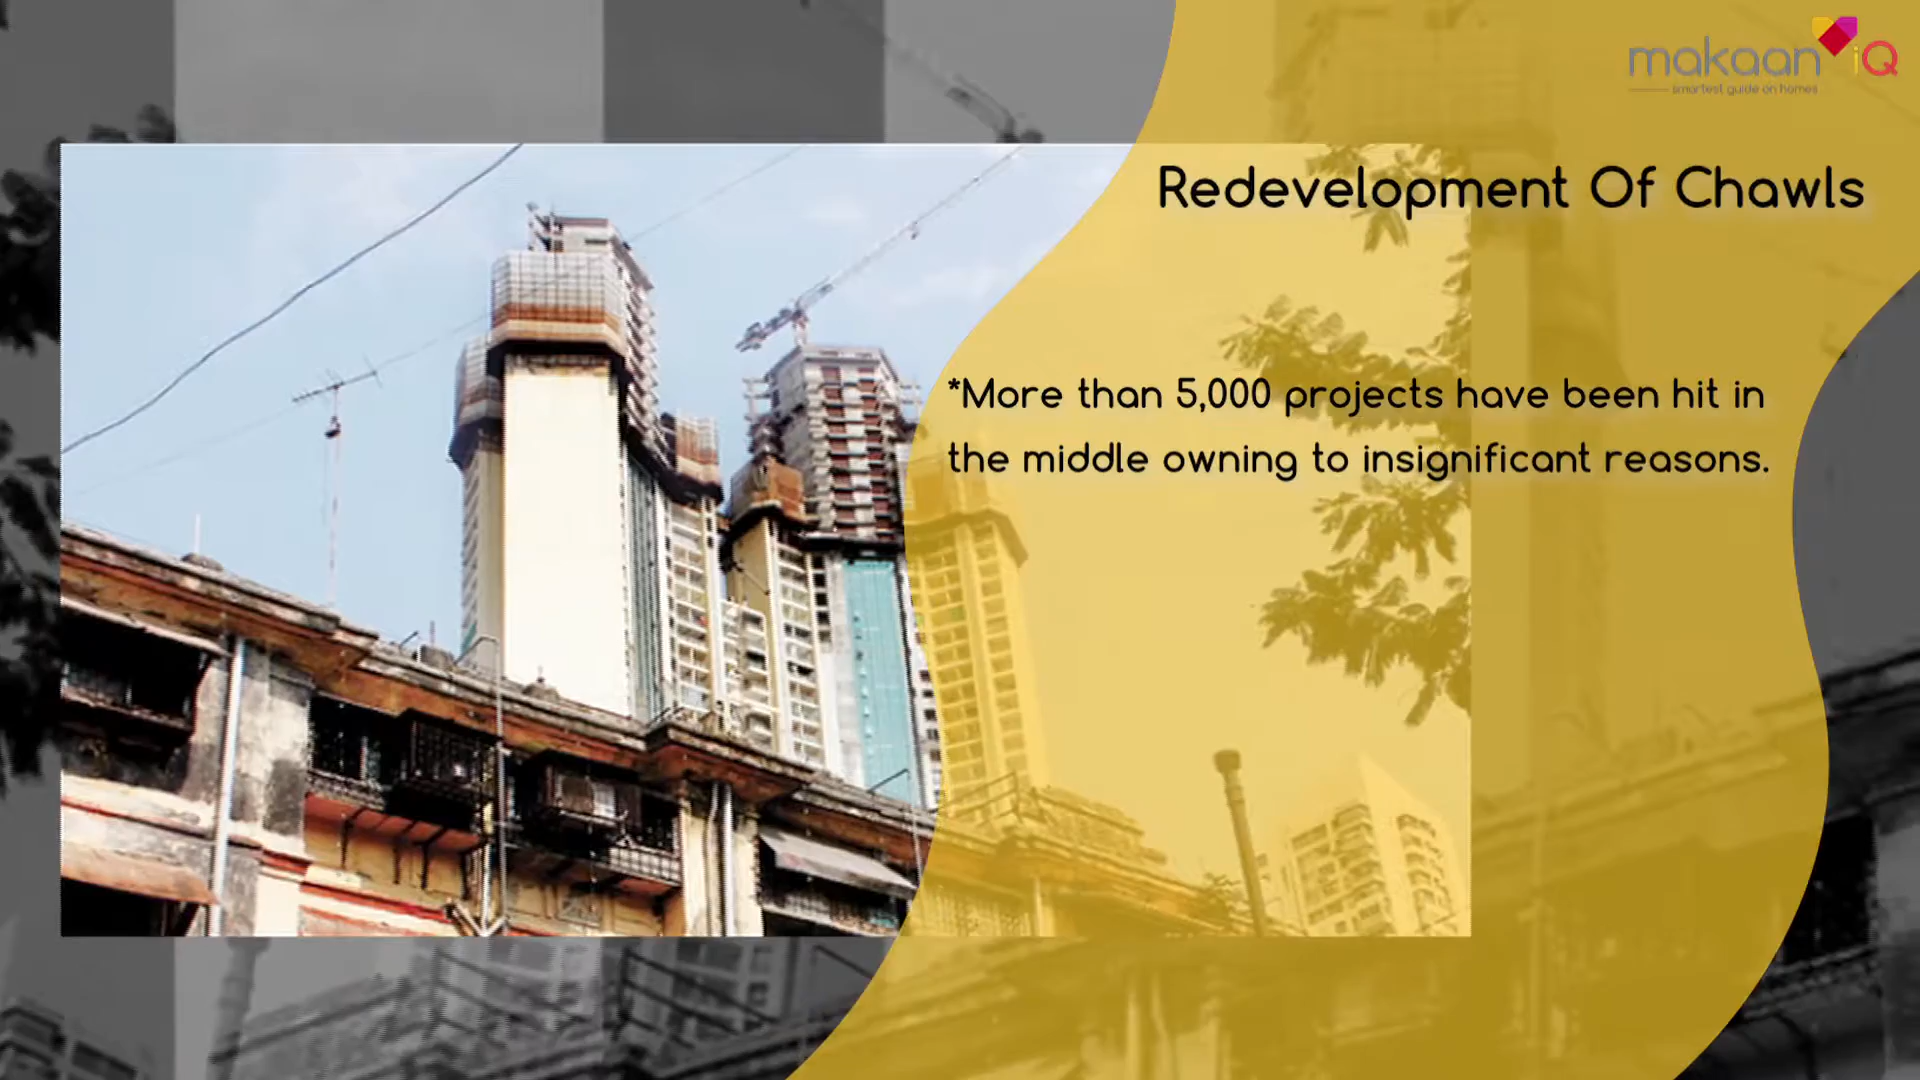 makaan iQ
smartest guide on homes
Redevelopment Of Chawls
*More than 5,000 projects have been hit in
the middle owning to insignificant reasons.